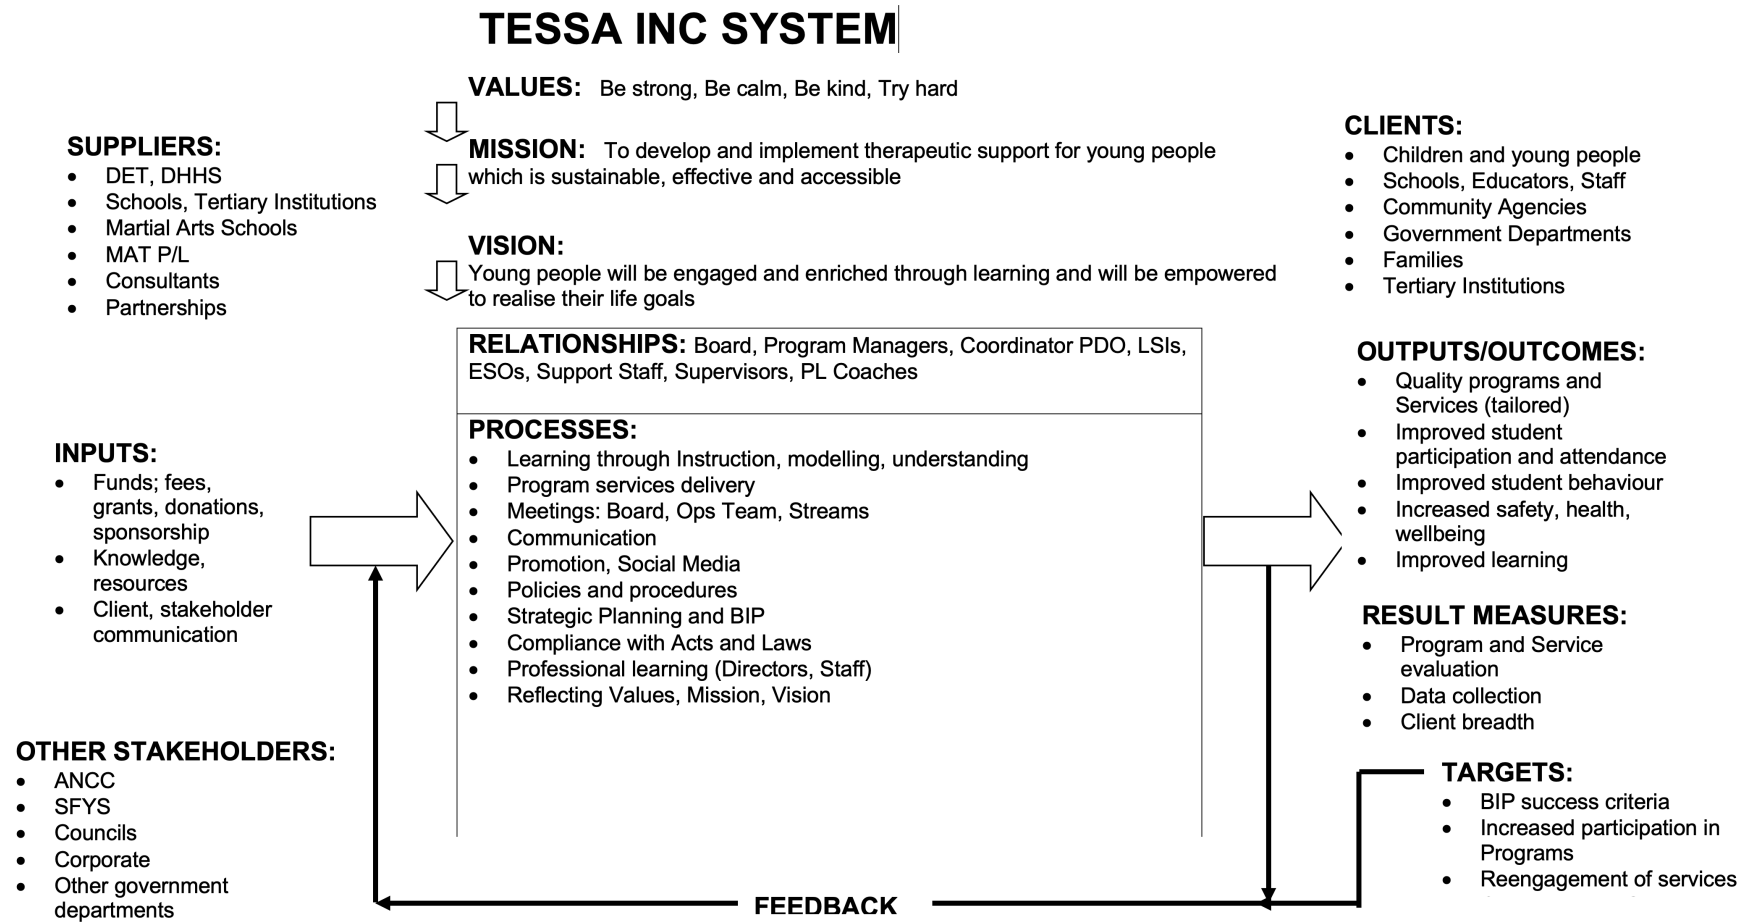 TESSA INC SYSTEM
VALUES: Be strong, Be calm, Be kind, Try hard
MISSION: To develop and implement therapeutic support for young people
which is sustainable, effective and accessible
VISION:
Young people will be engaged and enriched through learning and will be empowered
to realise their life goals
SUPPLIERS:
• DET, DHHS
• Schools, Tertiary Institutions
• Martial Arts Schools
• MAT P/L
• Consultants
• Partnerships
INPUTS:
• Funds; fees,
grants, donations,
sponsorship
• Knowledge,
resources
• Client, stakeholder
communication
OTHER STAKEHOLDERS:
• ANCC
• SFYS
• Councils
• Corporate
• Other government
departments
RELATIONSHIPS: Board, Program Managers, Coordinator PDO, LSIs,
ESOs, Support Staff, Supervisors, PL Coaches
PROCESSES:
• Learning through Instruction, modelling, understanding
• Program services delivery
• Meetings: Board, Ops Team, Streams
• Communication
• Promotion, Social Media
• Policies and procedures
• Strategic Planning and BIP
• Compliance with Acts and Laws
• Professional learning (Directors, Staff)
• Reflecting Values, Mission, Vision
CLIENTS:
• Children and young people
• Schools, Educators, Staff
• Community Agencies
• Government Departments
• Families
• Tertiary Institutions
OUTPUTS/OUTCOMES:
• Quality programs and
Services (tailored)
• Improved student
participation and attendance
• Improved student behaviour
• Increased safety, health,
wellbeing
• Improved learning
RESULT MEASURES:
• Program and Service
evaluation
• Data collection
• Client breadth
TARGETS:
• BIP success criteria
• Increased participation in
Programs
• Reengagement of services
FEEDBACK